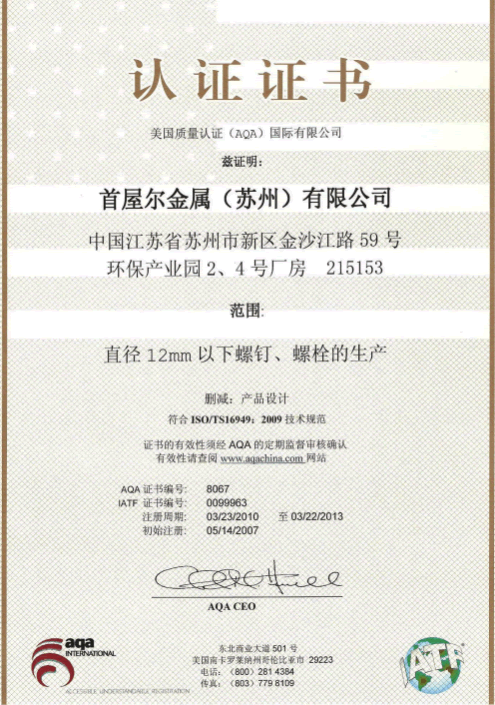 认证证书
美国质量认证（AQA）国际有限公司
兹证明：
首屋尔金属（苏州）有限公司
中国江苏省苏州市新区金沙江路 59 号
环保产业园 2、4 号厂房 215153
范围：
直径 12mm 以下螺钉、螺栓的生产
删减：产品设计
符合 ISO/TS16949：2009 技术规范
证书的有效性须经 AQA 的定期监督审核确认
有效性请查阅 www.aqachina.com 网站
AQA 证书编号： 8067
IATF 证书编号： 0099963
注册周期： 03/23/2010 至 03/22/2013
初始注册： 05/14/2007
AQA CEO
aqa
INTERNATIONAL
ACCESSIBLE UNDERSTANDABLE REGISTRATION
东北商业大道 501 号
美国南卡罗莱纳州哥伦比亚市 29223
电话：（800）281 4384
传真：（803）779 8109
IATF